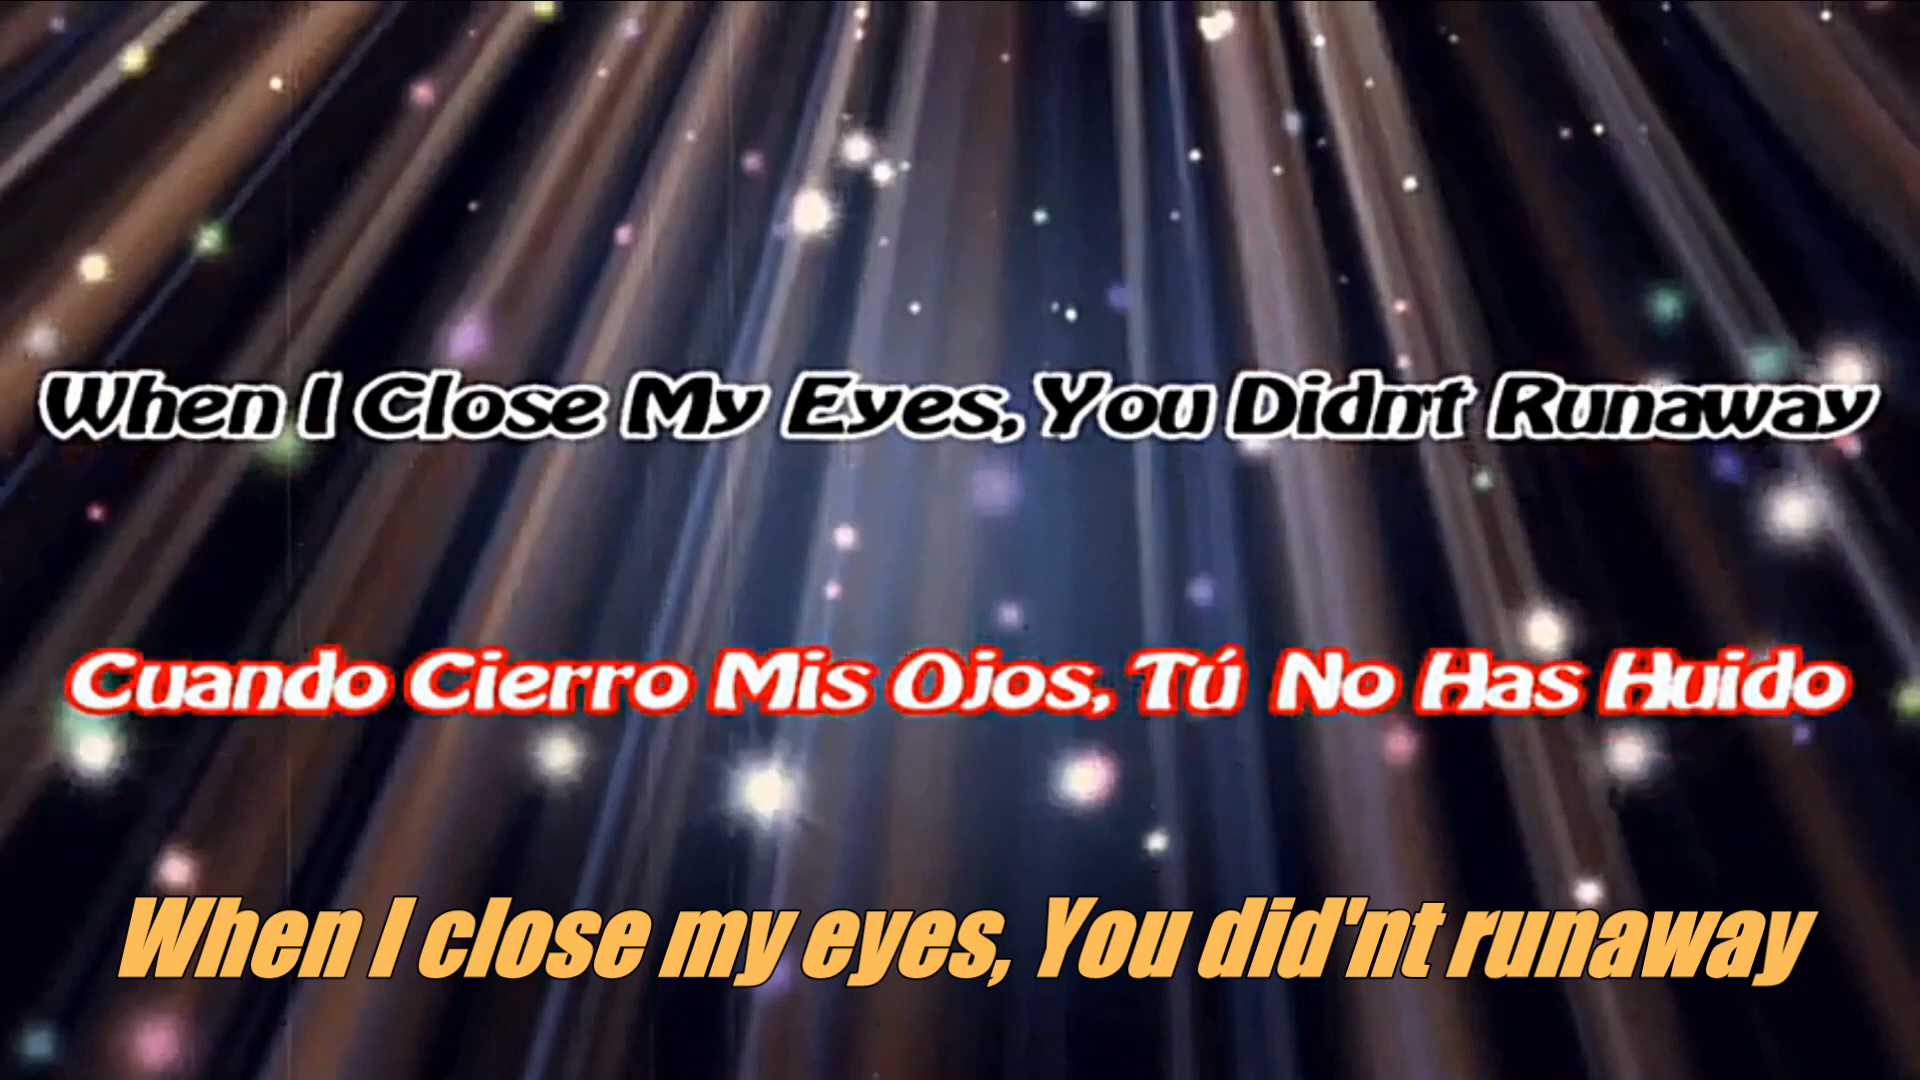 When I Close My Eyes, You Didn't Runaway
Cuando Cierro Mis Ojos, Tú No Has Huido
When I close my eyes, You did'nt runaway